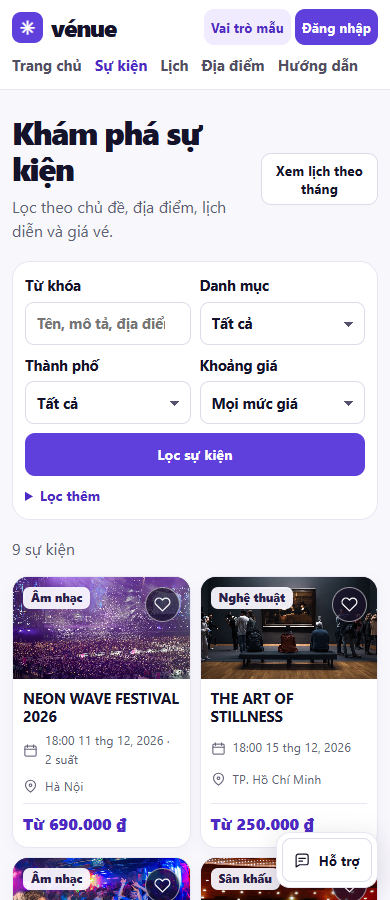 vénue
Vai trò mẫu
Đăng nhập
Trang chủ
Sự kiện
Lịch
Địa điểm
Hướng dẫn
Khám phá sự
kiện
Lọc theo chủ đề, địa điểm, lịch
diễn và giá vé.
Xem lịch theo
tháng
Từ khóa
Danh mục
Tên, mô tả, địa điểi
Tất cả
Thành phố
Khoảng giá
Tất cả
Mọi mức giá
Lọc sự kiện
Lọc thêm
9 sự kiện
Âm nhạc
NEON WAVE FESTIVAL
2026
18:00 11 thg 12, 2026 ·
2 suất
Hà Nội
Từ 690.000 ₫
Nghệ thuật
THE ART OF
STILLNESS
18:00 15 thg 12, 2026
TP. Hồ Chí Minh
Từ 250.000 ₫
Âm nhạc
Sân khấu
Hỗ trợ